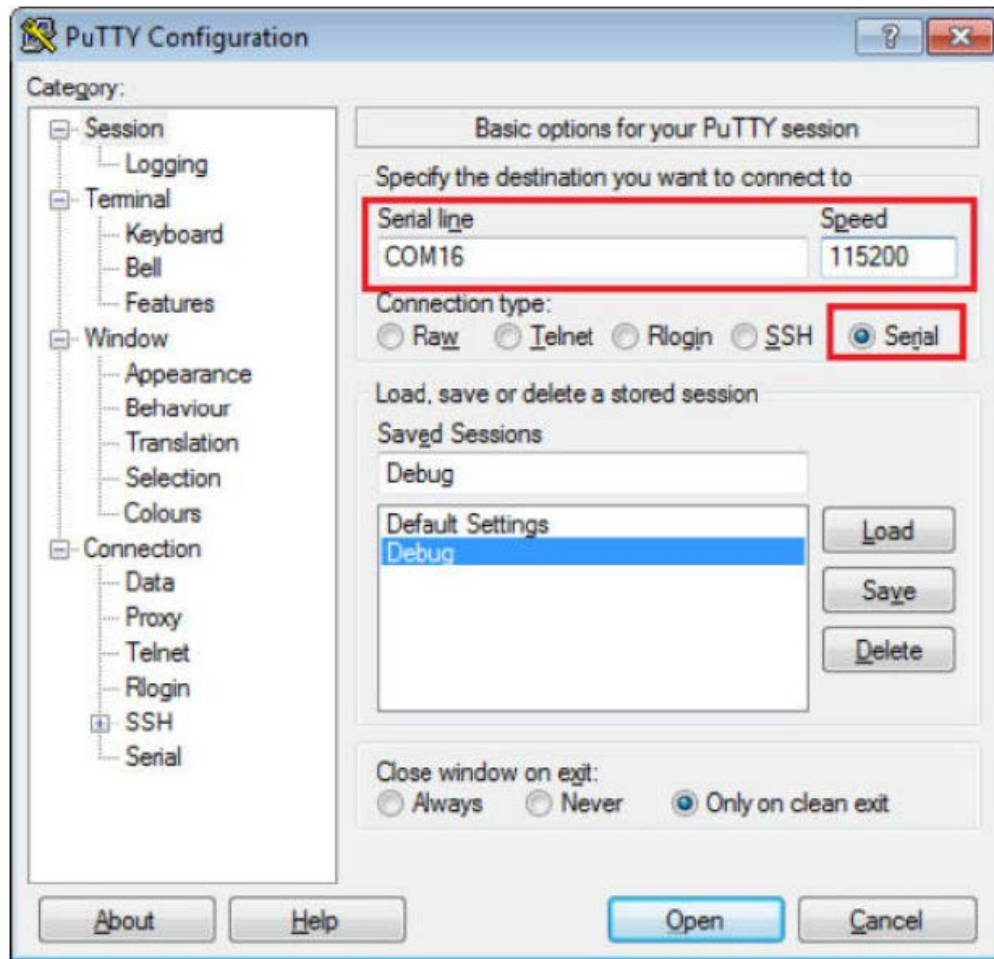 PuTTY Configuration
Category:
Session
Logging
Terminal
Keyboard
Bell
Features
Window
Appearance
Behaviour
Translation
Selection
Colours
Connection
Data
Proxy
Telnet
Rlogin
SSH
Serial
Basic options for your PuTTY session
Specify the destination you want to connect to
Serial line Speed
COM16 115200
Connection type:
Raw Telnet Rlogin SSH Serial
Load, save or delete a stored session
Saved Sessions
Debug
Default Settings
Debug
Load
Save
Delete
Close window on exit:
Always Never Only on clean exit
About Help Open Cancel